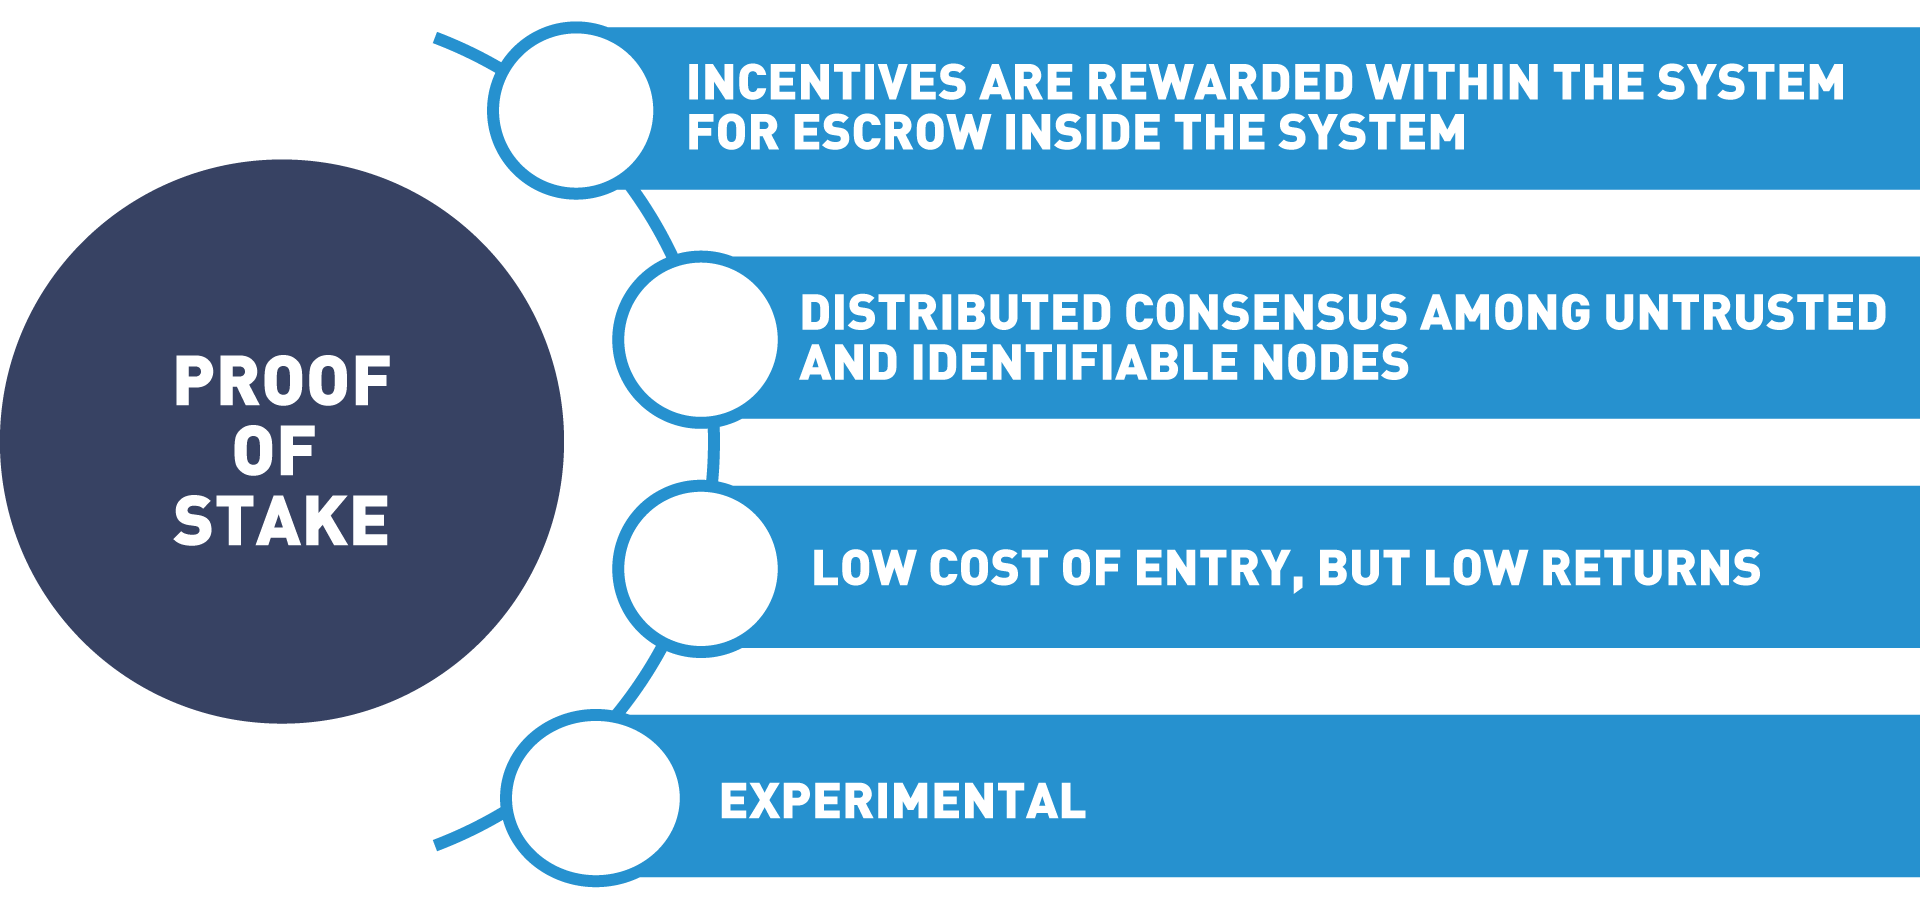 PROOF
OF
STAKE
INCENTIVES ARE REWARDED WITHIN THE SYSTEM
FOR ESCROW INSIDE THE SYSTEM
DISTRIBUTED CONSENSUS AMONG UNTRUSTED
AND IDENTIFIABLE NODES
LOW COST OF ENTRY, BUT LOW RETURNS
EXPERIMENTAL